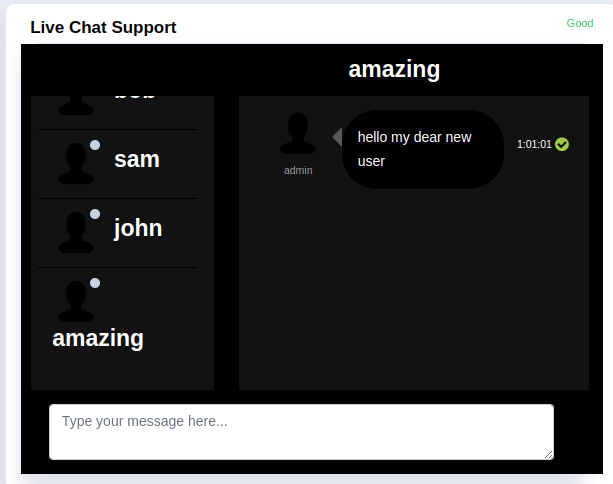 Live Chat Support
Good
amazing
bob
sam
john
amazing
hello my dear new
user
1:01:01
admin
Type your message here...